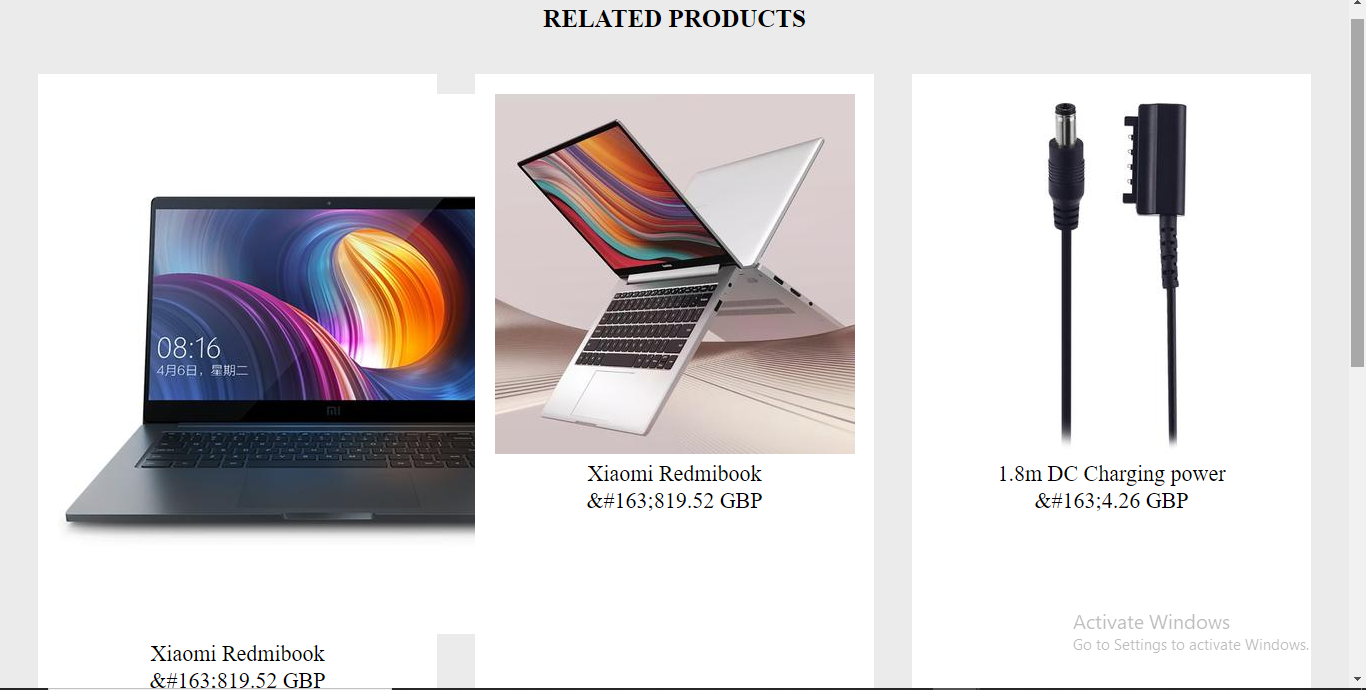 RELATED PRODUCTS
08:16
4月6日，星期二
mi
Xiaomi Redmibook
&#163;819.52 GBP
Xiaomi Redmibook
&#163;819.52 GBP
1.8m DC Charging power
&#163;4.26 GBP
Activate Windows
Go to Settings to activate Windows.